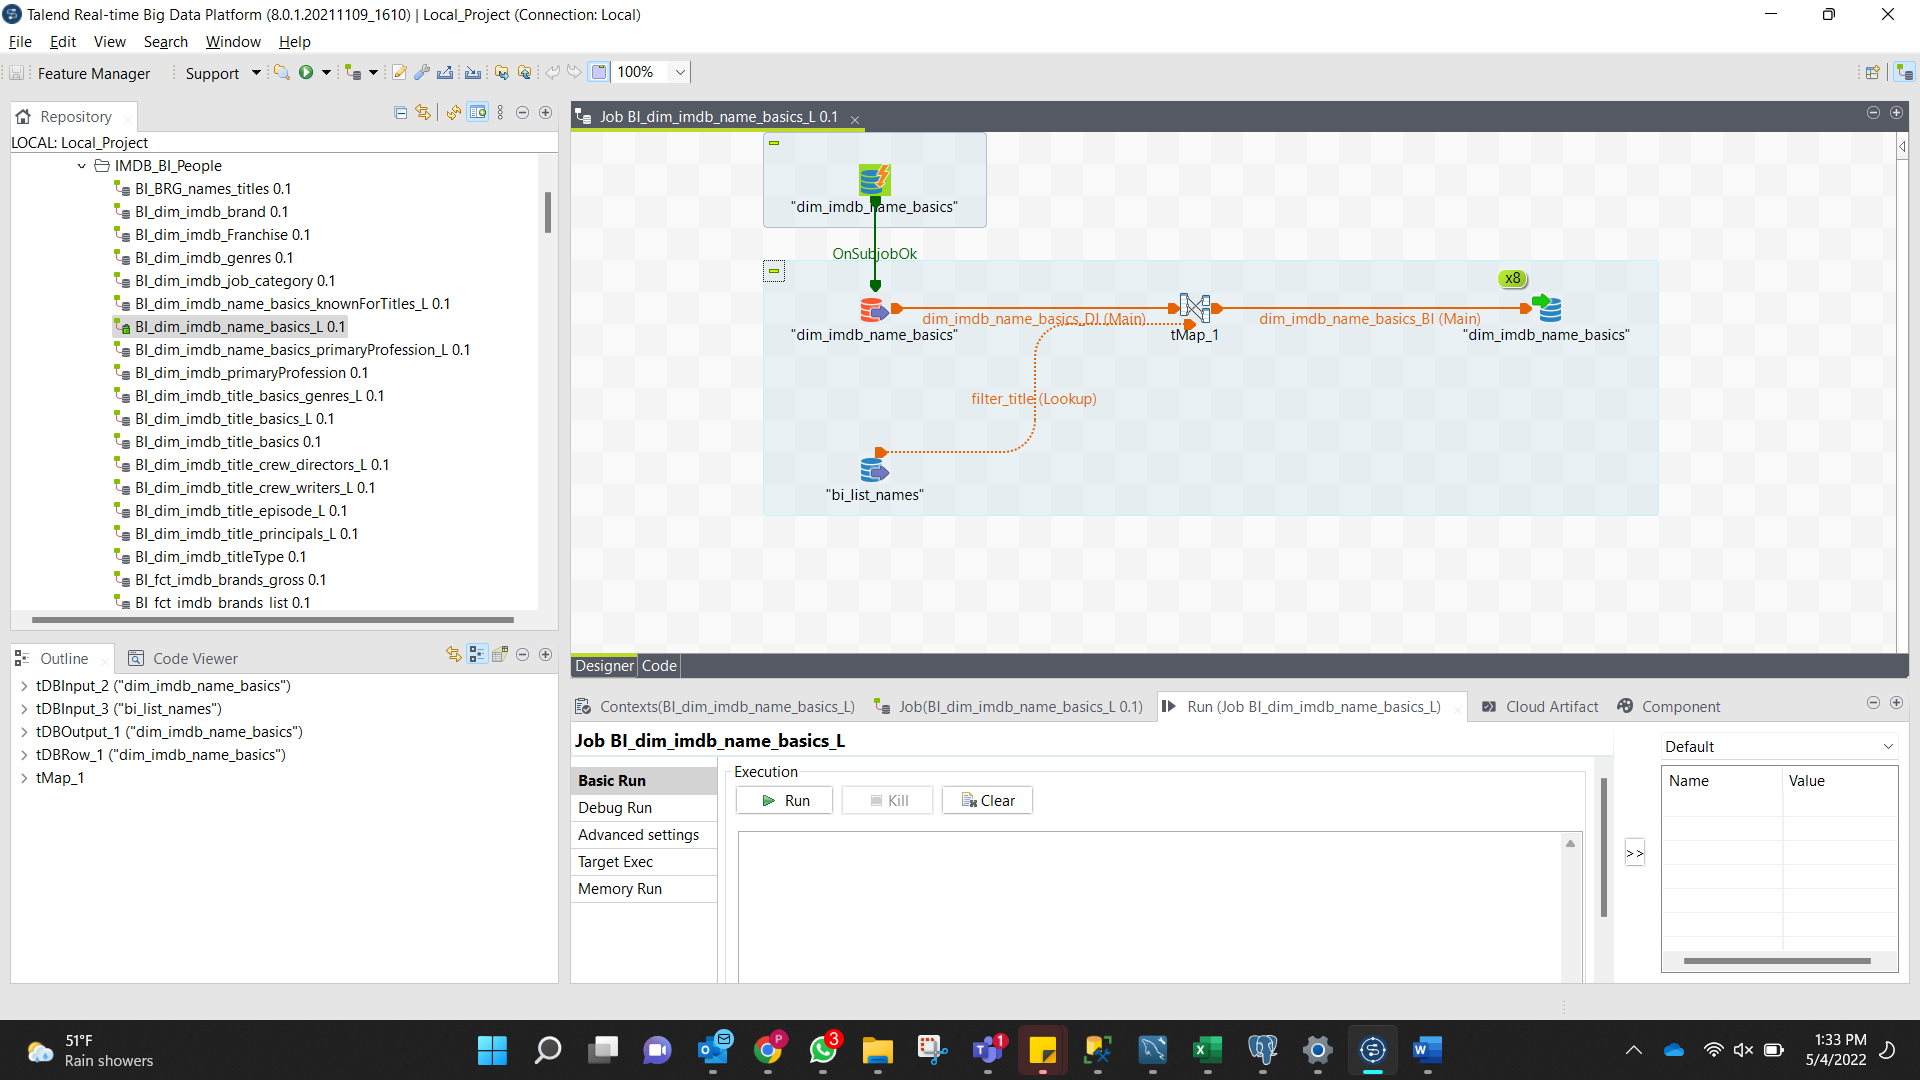 Talend Real-time Big Data Platform (8.0.1.20211109_1610) | Local_Project (Connection: Local)
File Edit View Search Window Help
Feature Manager Support 100%
Repository
LOCAL: Local_Project
IMDB_BI_People
BI_BRG_names_titles 0.1
BI_dim_imdb_brand 0.1
BI_dim_imdb_Franchise 0.1
BI_dim_imdb_genres 0.1
BI_dim_imdb_job_category 0.1
BI_dim_imdb_name_basics_knownForTitles_L 0.1
BI_dim_imdb_name_basics_L 0.1
BI_dim_imdb_name_basics_primaryProfession_L 0.1
BI_dim_imdb_primaryProfession 0.1
BI_dim_imdb_title_basics_genres_L 0.1
BI_dim_imdb_title_basics_L 0.1
BI_dim_imdb_title_basics 0.1
BI_dim_imdb_title_crew_directors_L 0.1
BI_dim_imdb_title_crew_writers_L 0.1
BI_dim_imdb_title_episode_L 0.1
BI_dim_imdb_title_principals_L 0.1
BI_dim_imdb_titleType 0.1
BI_fct_imdb_brands_gross 0.1
BI_fct_imdb_brands_list 0.1
Outline Code Viewer
tDBInput_2 ("dim_imdb_name_basics")
tDBInput_3 ("bi_list_names")
tDBOutput_1 ("dim_imdb_name_basics")
tDBRow_1 ("dim_imdb_name_basics")
tMap_1
Job BI_dim_imdb_name_basics_L 0.1
"dim_imdb_name_basics"
OnSubjobOk
x8
dim_imdb_name_basics_DI (Main)
dim_imdb_name_basics_BI (Main)
"dim_imdb_name_basics"
tMap_1
"dim_imdb_name_basics"
filter_title (Lookup)
"bi_list_names"
Designer Code
Contexts(BI_dim_imdb_name_basics_L) Job(BI_dim_imdb_name_basics_L 0.1) Run (Job BI_dim_imdb_name_basics_L) Cloud Artifact Component
Job BI_dim_imdb_name_basics_L
Basic Run
Debug Run
Advanced settings
Target Exec
Memory Run
Execution
Run Kill Clear
>>
Default
Name Value
51°F
Rain showers
P
3
1
1:33 PM
5/4/2022